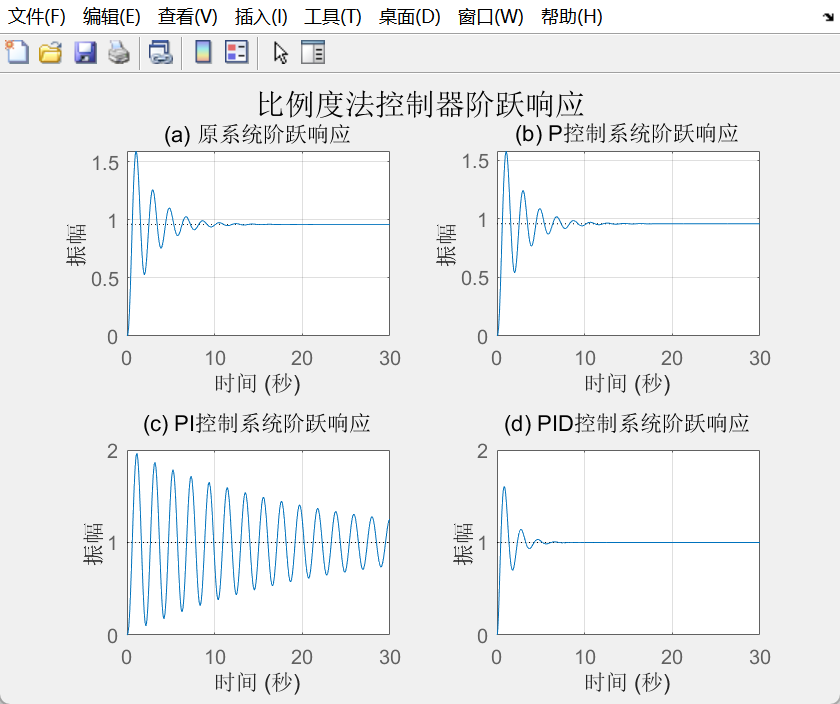 文件(F) 编辑(E) 查看(V) 插入(I) 工具(T) 桌面(D) 窗口(W) 帮助(H)
比例度法控制器阶跃响应
(a) 原系统阶跃响应
1.5
1
0.5
0
振幅
0 10 20 30
时间 (秒)
(b) P控制系统阶跃响应
1.5
1
0.5
0
振幅
0 10 20 30
时间 (秒)
(c) PI控制系统阶跃响应
2
1
0
振幅
0 10 20 30
时间 (秒)
(d) PID控制系统阶跃响应
2
1
0
振幅
0 10 20 30
时间 (秒)